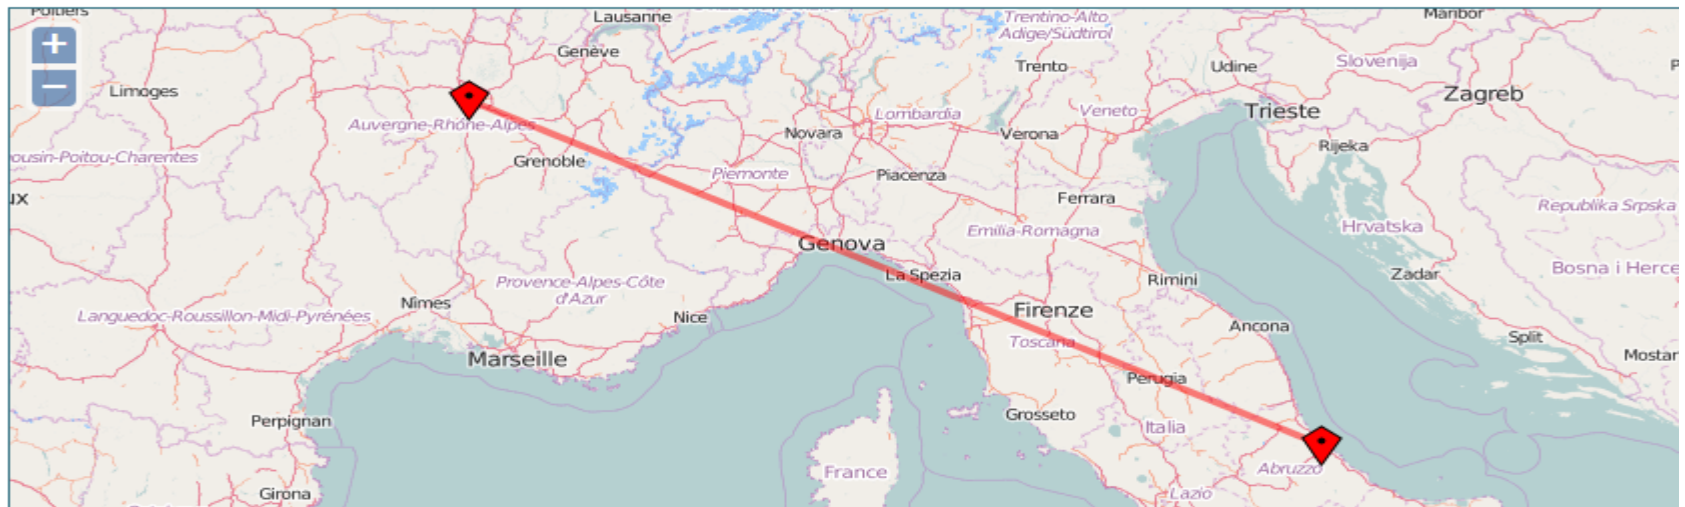 Poitiers
Lausanne
Trentino-Alto
Adige/Südtirol
Maribor
+
−
Genève
Trento
Udine
Slovenija
Limoges
Zagreb
Auvergne-Rhône-Alpes
Novara
Lombardia
Verona
Veneto
Trieste
Rijeka
ousin-Poitou-Charentes
Grenoble
Piemonte
Piacenza
Ferrara
ux
Republika Srpska
Genova
Emilia-Romagna
Hrvatska
La Spezia
Rimini
Zadar
Bosna i Herce
Provence-Alpes-Côte
d'Azur
Nîmes
Languedoc-Roussillon-Midi-Pyrénées
Nice
Firenze
Toscana
Ancona
Split
Marseille
Mostar
Perugia
Perpignan
Grosseto
Italia
France
Abruzzo
Girona
Lazio